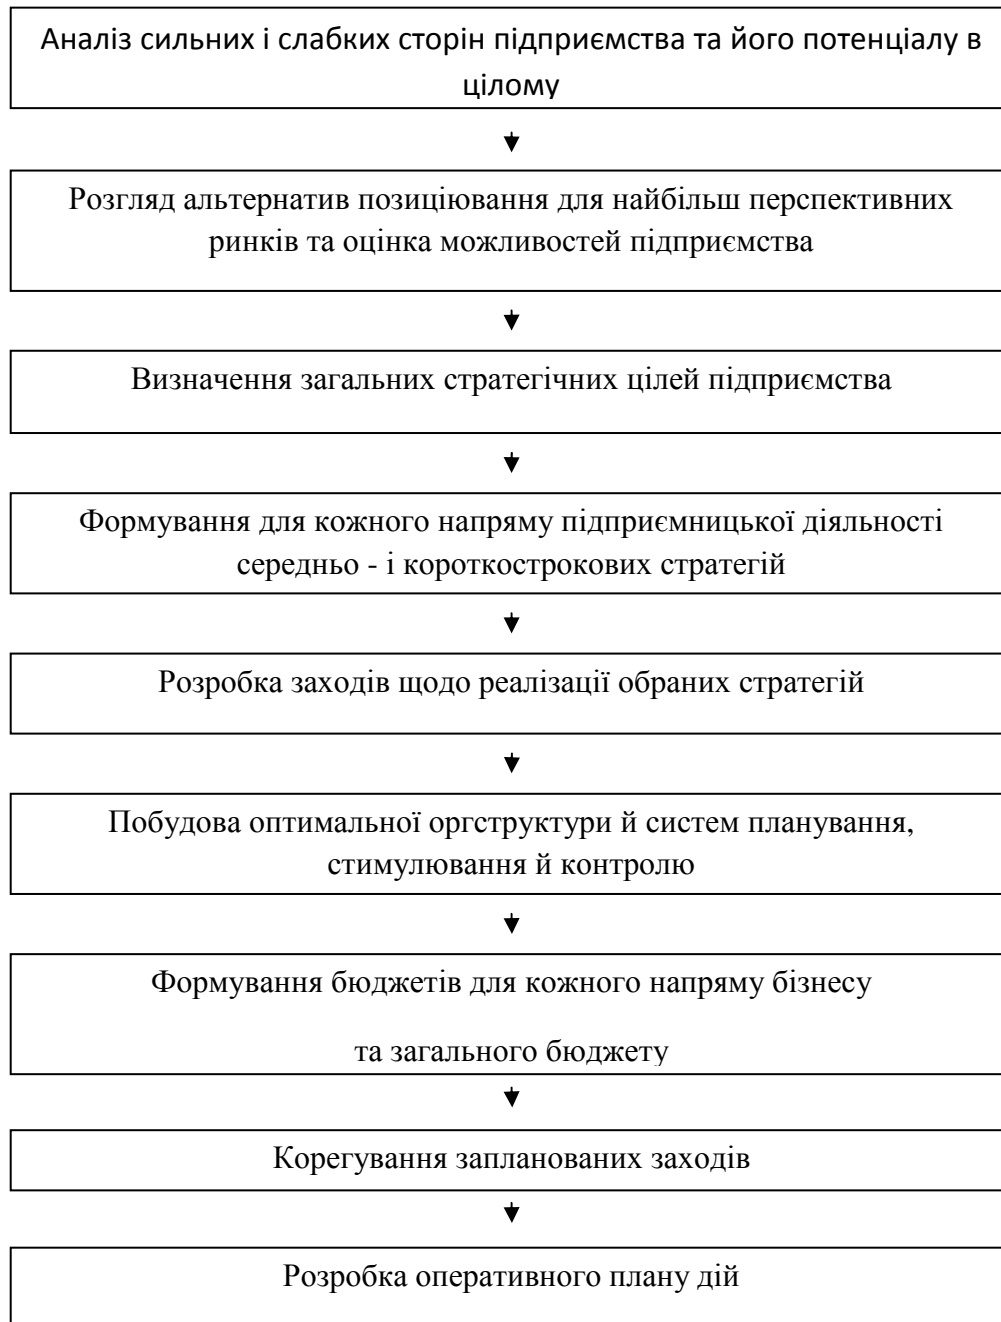 Аналіз сильних і слабких сторін підприємства та його потенціалу в
цілому
Розгляд альтернатив позиціювання для найбільш перспективних
ринків та оцінка можливостей підприємства
Визначення загальних стратегічних цілей підприємства
Формування для кожного напряму підприємницької діяльності
середньо - і короткострокових стратегій
Розробка заходів щодо реалізації обраних стратегій
Побудова оптимальної оргструктури й систем планування,
стимулювання й контролю
Формування бюджетів для кожного напряму бізнесу
та загального бюджету
Корегування запланованих заходів
Розробка оперативного плану дій